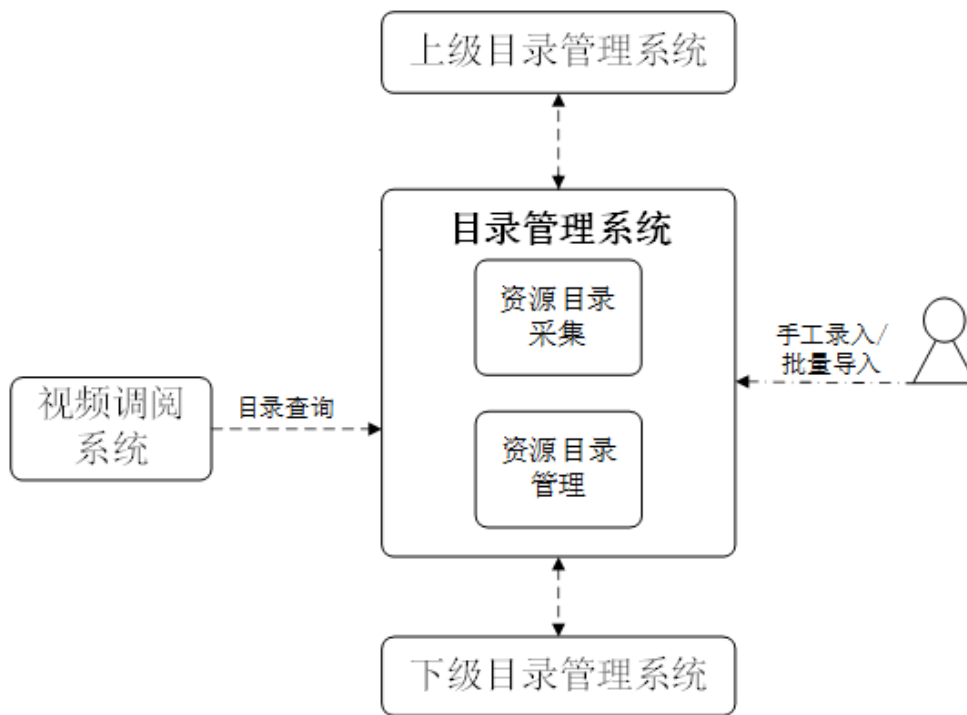 上级目录管理系统
目录管理系统
资源目录
采集
手工录入/
批量导入
视频调阅
系统
目录查询
资源目录
管理
下级目录管理系统